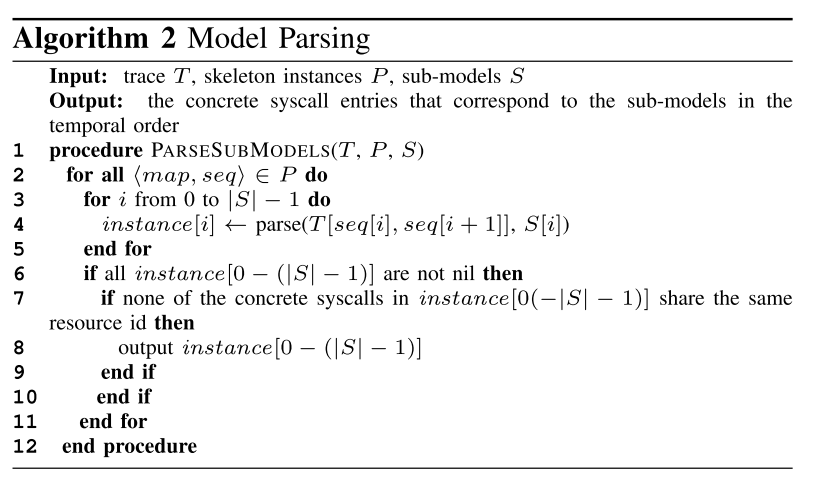 Algorithm 2 Model Parsing
Input: trace T, skeleton instances P, sub-models S
Output: the concrete syscall entries that correspond to the sub-models in the
temporal order
1 procedure PARSESUBMODELS(T, P, S)
2 for all ⟨map, seq⟩ ∈ P do
3 for i from 0 to |S| − 1 do
4 instance[i] ← parse(T[seq[i], seq[i + 1]], S[i])
5 end for
6 if all instance[0 − (|S| − 1)] are not nil then
7 if none of the concrete syscalls in instance[0(−|S| − 1)] share the same
resource id then
8 output instance[0 − (|S| − 1)]
9 end if
10 end if
11 end for
12 end procedure